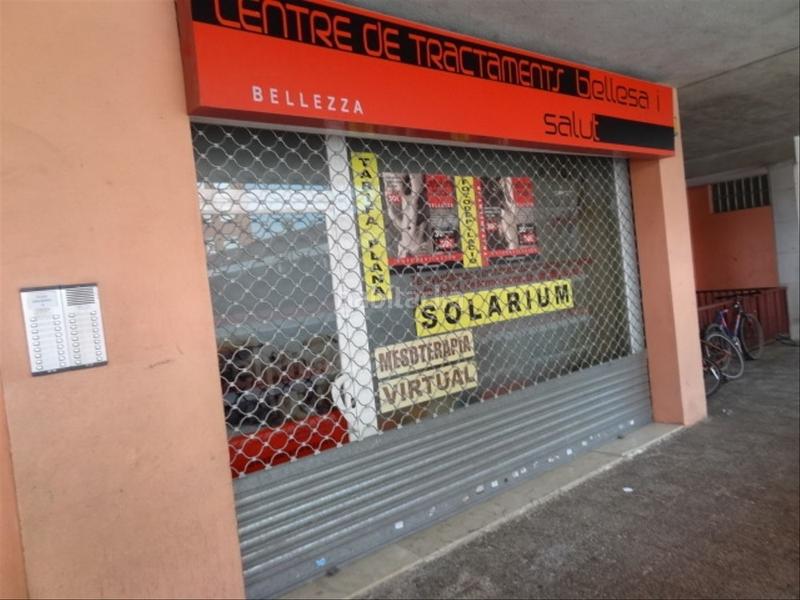 CENTRE DE TRACTAMENTS bellesa i
salut
BELLEZZA
TARIFA PLANA
FOTODEPILACIÓ
SOLARIUM
MESOTERAPIA
VIRTUAL